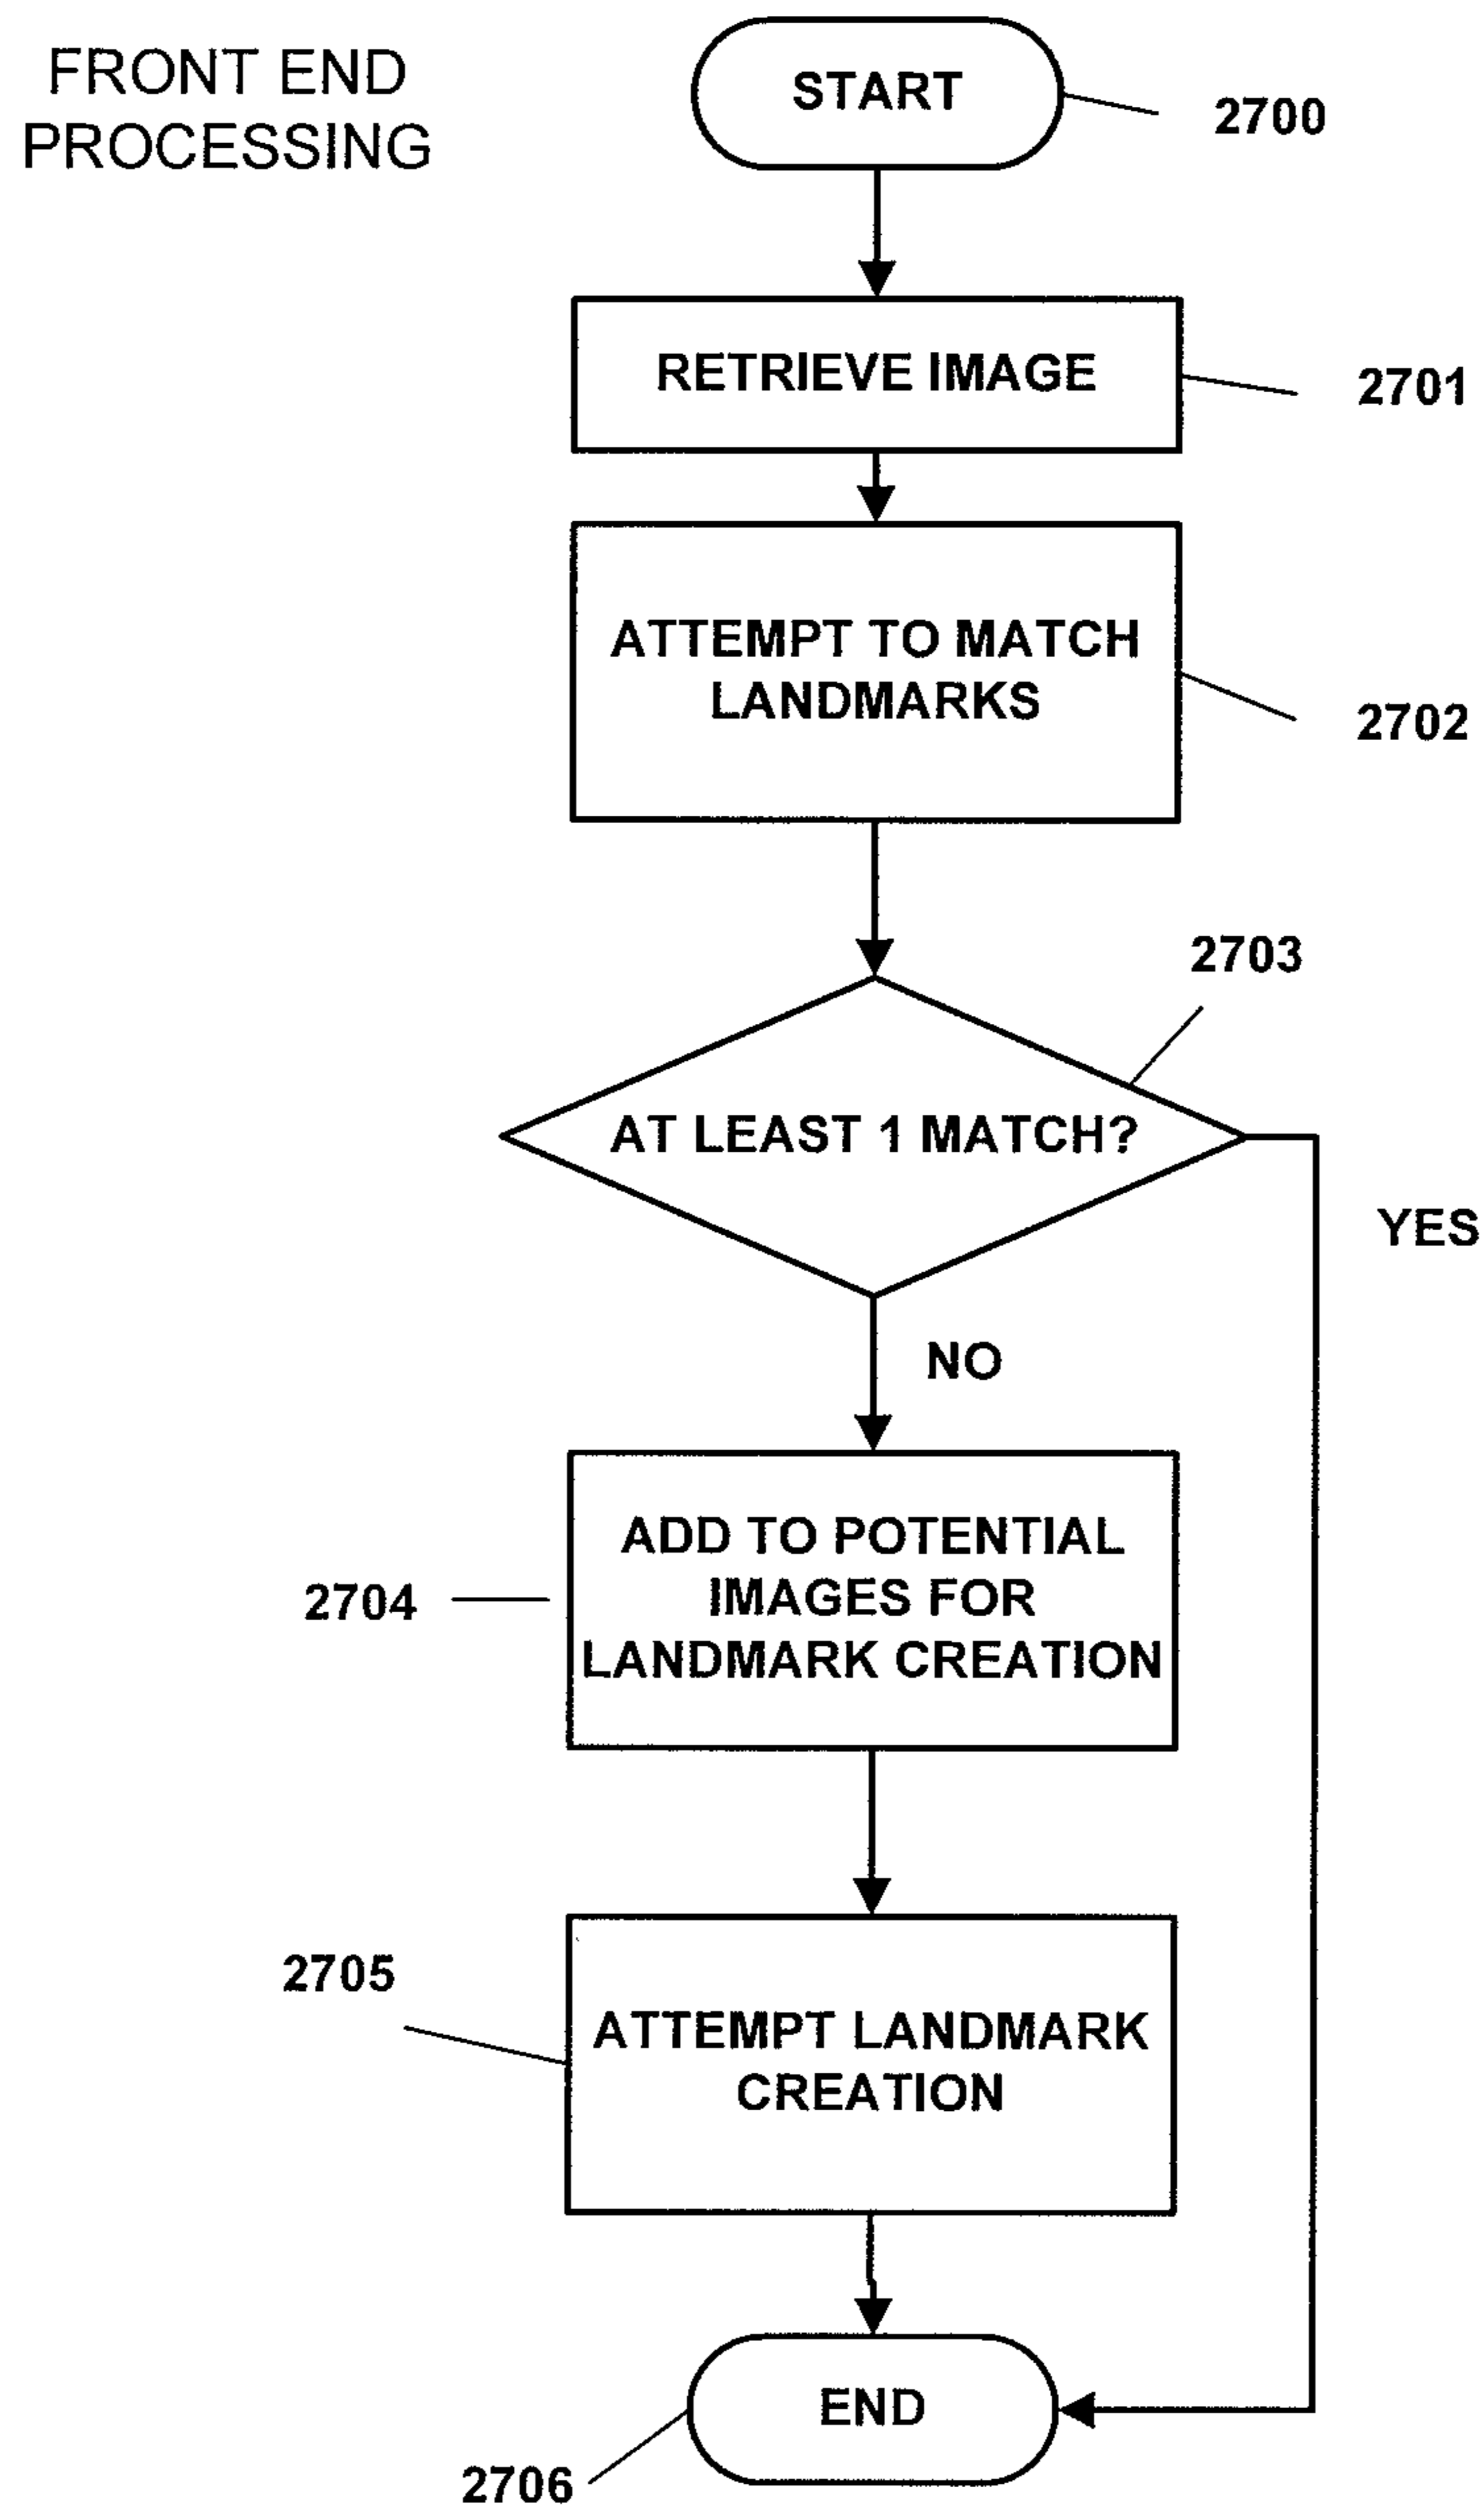 FRONT END
PROCESSING
START
2700
RETRIEVE IMAGE
2701
ATTEMPT TO MATCH
LANDMARKS
2702
2703
AT LEAST 1 MATCH?
YES
NO
ADD TO POTENTIAL
IMAGES FOR
LANDMARK CREATION
2704
2705
ATTEMPT LANDMARK
CREATION
END
2706